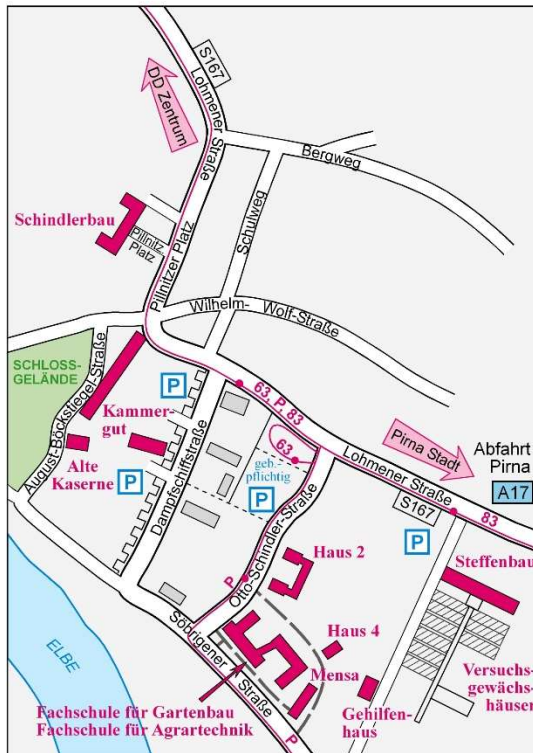 S167
Lohmener Straße
DD Zentrum
Bergweg
Schulweg
Schindlerbau
Pillnitz.
Platz
Pillnitzer Platz
Wilhelm-Wolf-Straße
SCHLOSS-
GELÄNDE
August-Böckstiegel-Straße
P
63, P, 83
Kammer-
gut
Alte
Kaserne
P
Dampfschiffstraße
63
geb.
pflichtig
P
Pirna Stadt
Abfahrt
Pirna
A17
Lohmener Straße
S167
83
P
Otto-Schindler-Straße
P
Haus 2
Steffenbau
Haus 4
Mensa
Söbrigener Straße
ELBE
Gehilfen-
haus
Versuchs-
gewächs-
häuser
Fachschule für Gartenbau
Fachschule für Agrartechnik
P